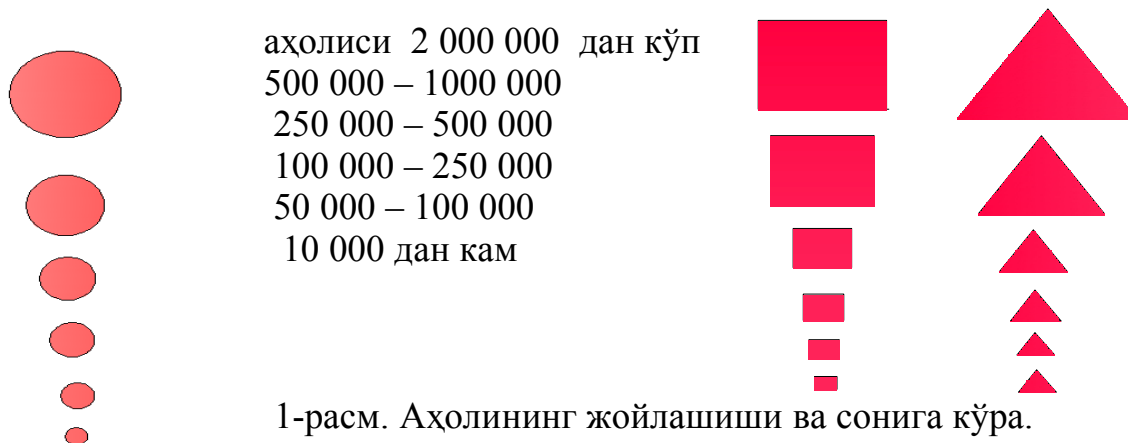 аҳолиси 2 000 000 дан кўп
500 000 – 1000 000
250 000 – 500 000
100 000 – 250 000
50 000 – 100 000
10 000 дан кам
1-расм. Аҳолининг жойлашиши ва сонига кўра.